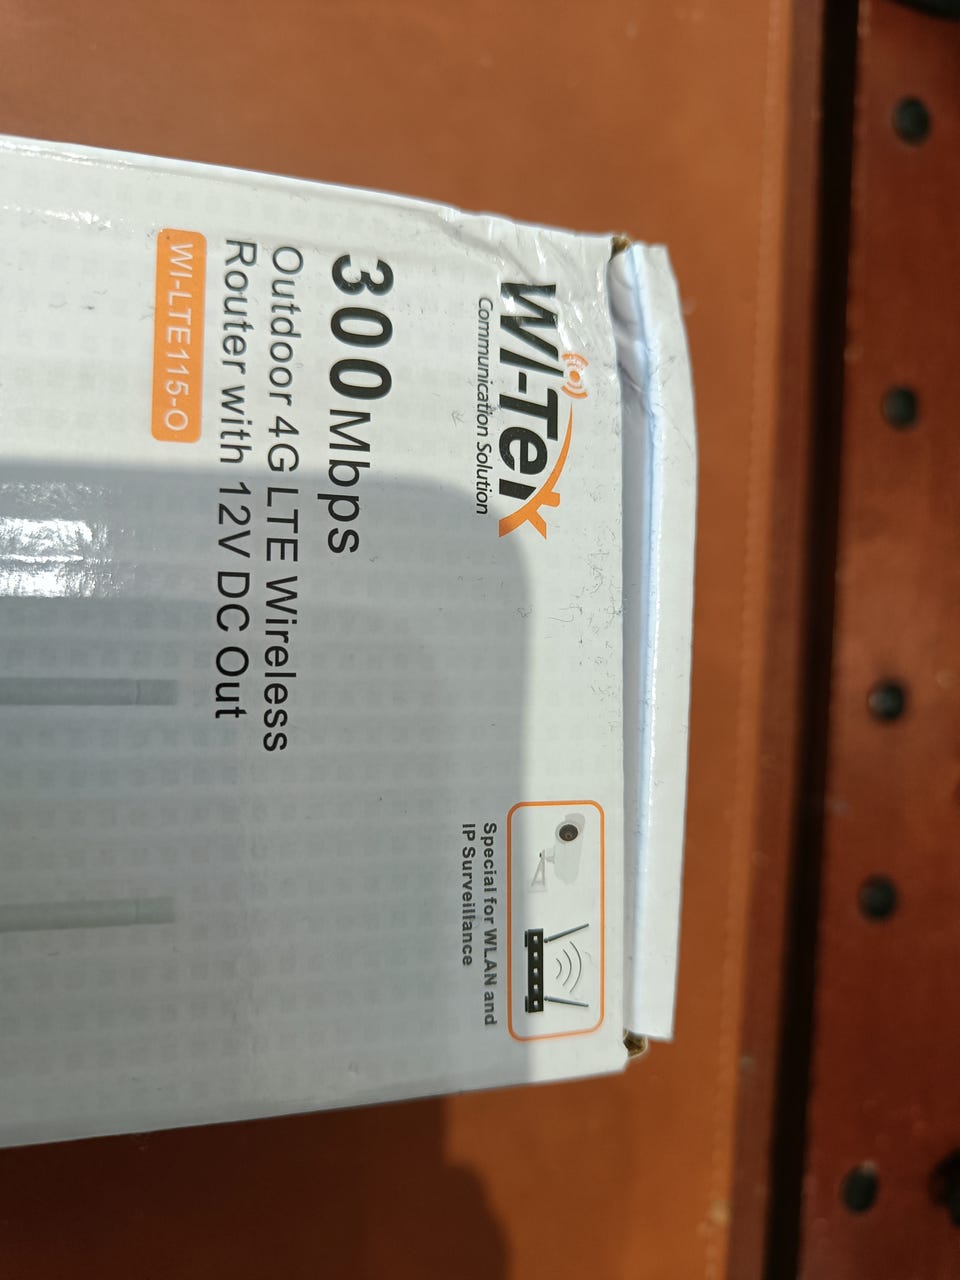 Wi-Tek
Communication Solution
Special for WLAN and
IP Surveillance
300Mbps
Outdoor 4G LTE Wireless
Router with 12V DC Out
WI-LTE115-O